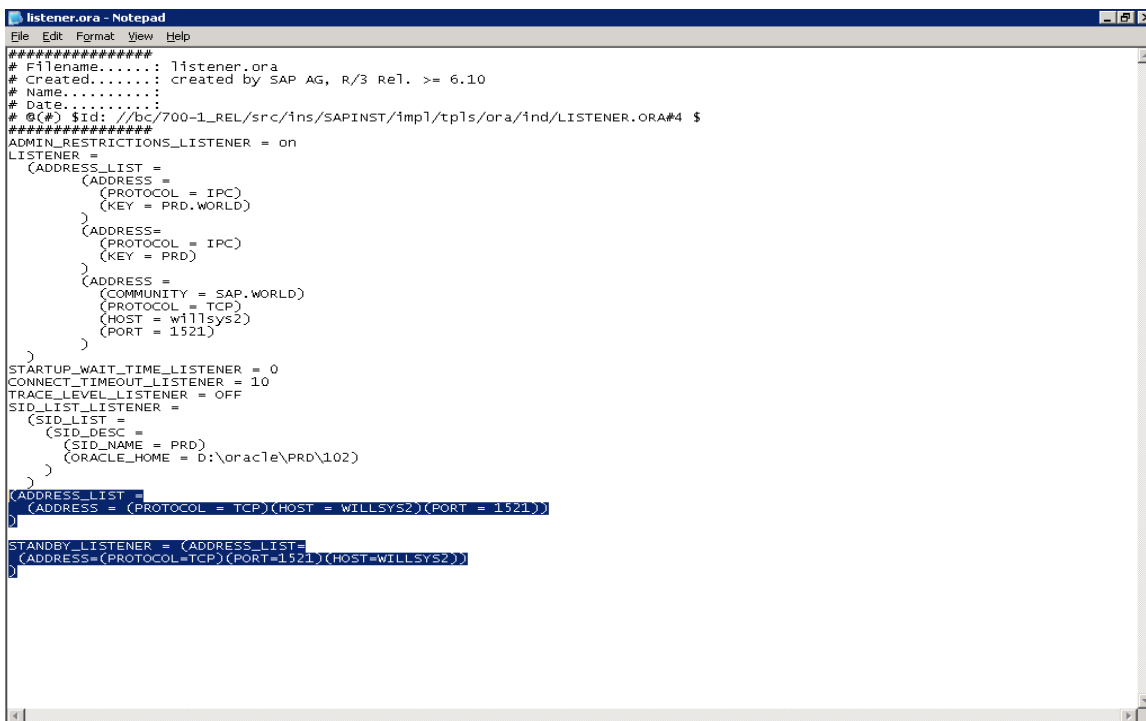 listener.ora - Notepad
File Edit Format View Help
################
# Filename......: listener.ora
# Created.......: created by SAP AG, R/3 Rel. >= 6.10
# Name..........:
# Date..........:
# @(#) $Id: //bc/700-1_REL/src/ins/SAPINST/impl/tpls/ora/ind/LISTENER.ORA#4 $
################
ADMIN_RESTRICTIONS_LISTENER = on
LISTENER =
  (ADDRESS_LIST =
        (ADDRESS =
          (PROTOCOL = IPC)
          (KEY = PRD.WORLD)
        )
        (ADDRESS=
          (PROTOCOL = IPC)
          (KEY = PRD)
        )
        (ADDRESS =
          (COMMUNITY = SAP.WORLD)
          (PROTOCOL = TCP)
          (HOST = willsys2)
          (PORT = 1521)
        )
  )
STARTUP_WAIT_TIME_LISTENER = 0
CONNECT_TIMEOUT_LISTENER = 10
TRACE_LEVEL_LISTENER = OFF
SID_LIST_LISTENER =
  (SID_LIST =
    (SID_DESC =
      (SID_NAME = PRD)
      (ORACLE_HOME = D:\oracle\PRD\102)
    )
  )
(ADDRESS_LIST =
  (ADDRESS = (PROTOCOL = TCP)(HOST = WILLSYS2)(PORT = 1521))
)
STANDBY_LISTENER = (ADDRESS_LIST=
 (ADDRESS=(PROTOCOL=TCP)(PORT=1521)(HOST=WILLSYS2))
)